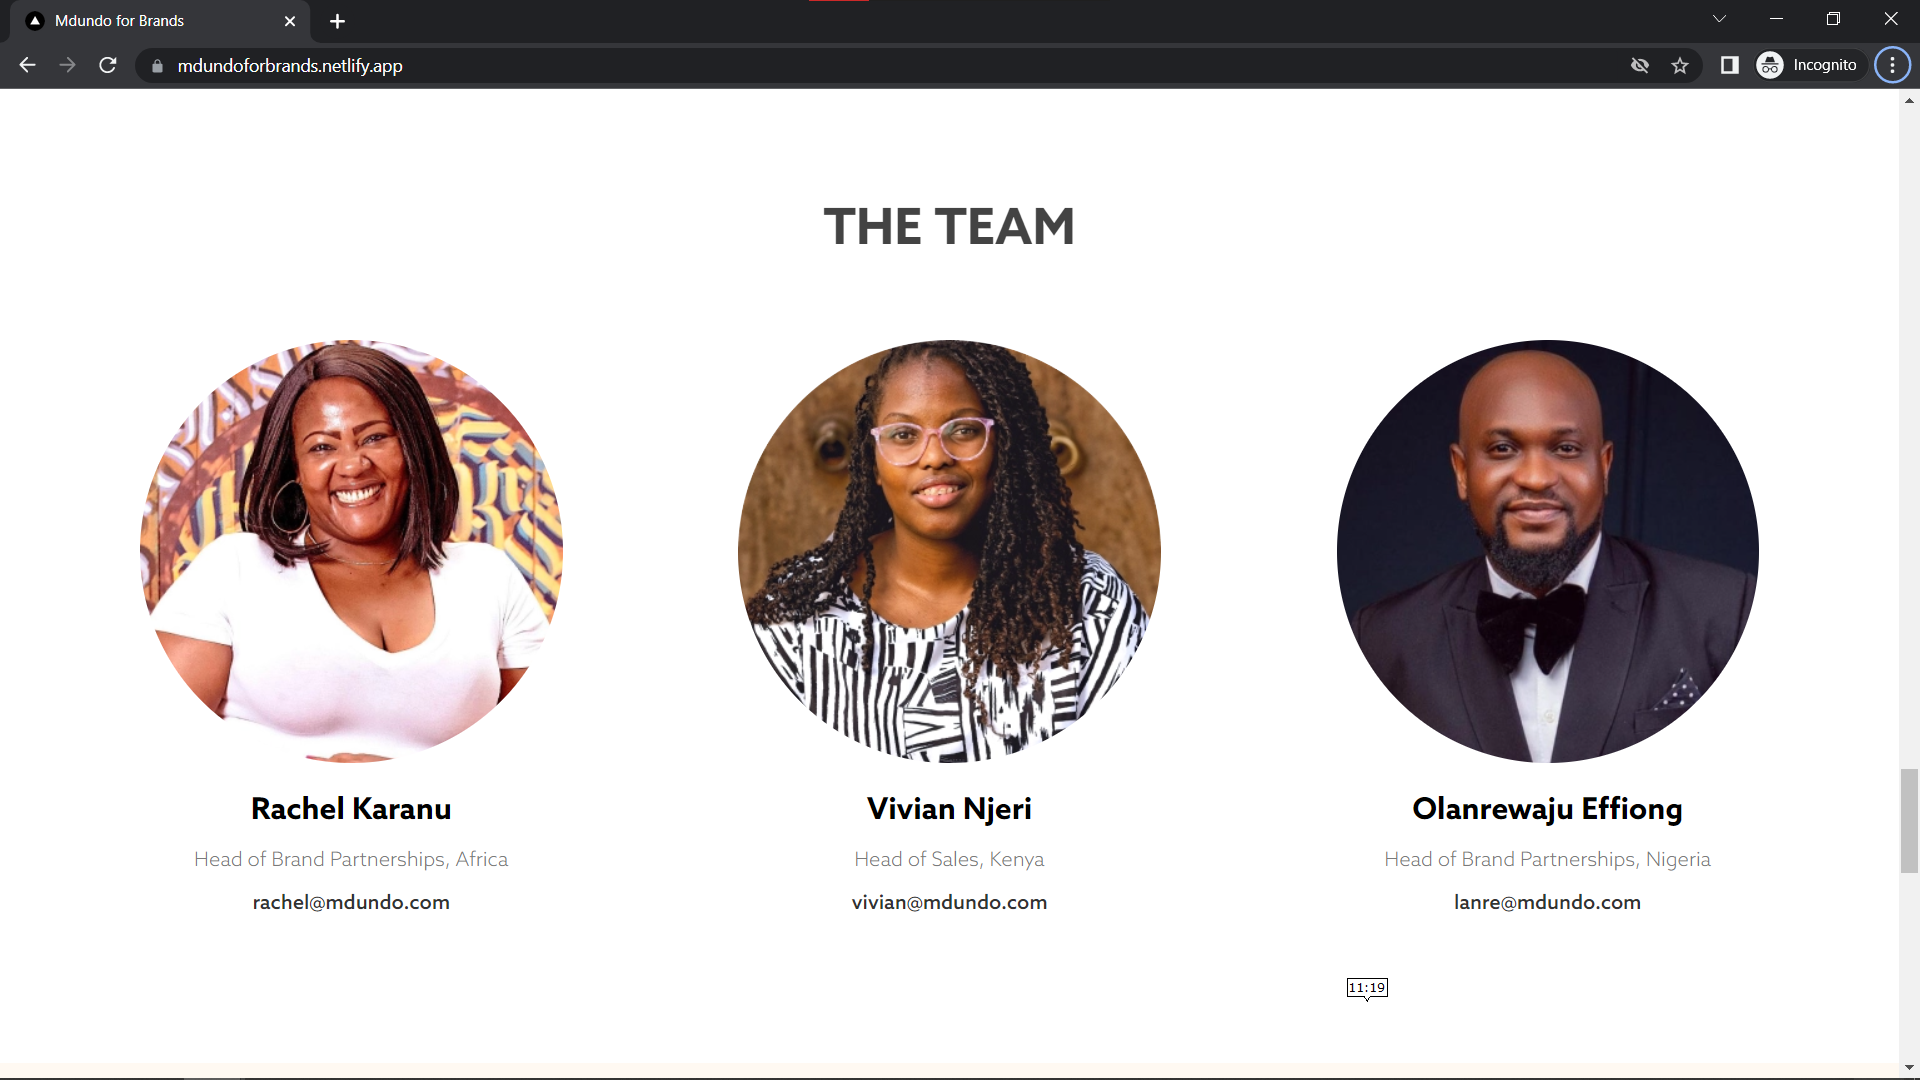 Mdundo for Brands
mdundoforbrands.netlify.app
Incognito
THE TEAM
Rachel Karanu
Head of Brand Partnerships, Africa
rachel@mdundo.com
Vivian Njeri
Head of Sales, Kenya
vivian@mdundo.com
Olanrewaju Effiong
Head of Brand Partnerships, Nigeria
lanre@mdundo.com
11:19